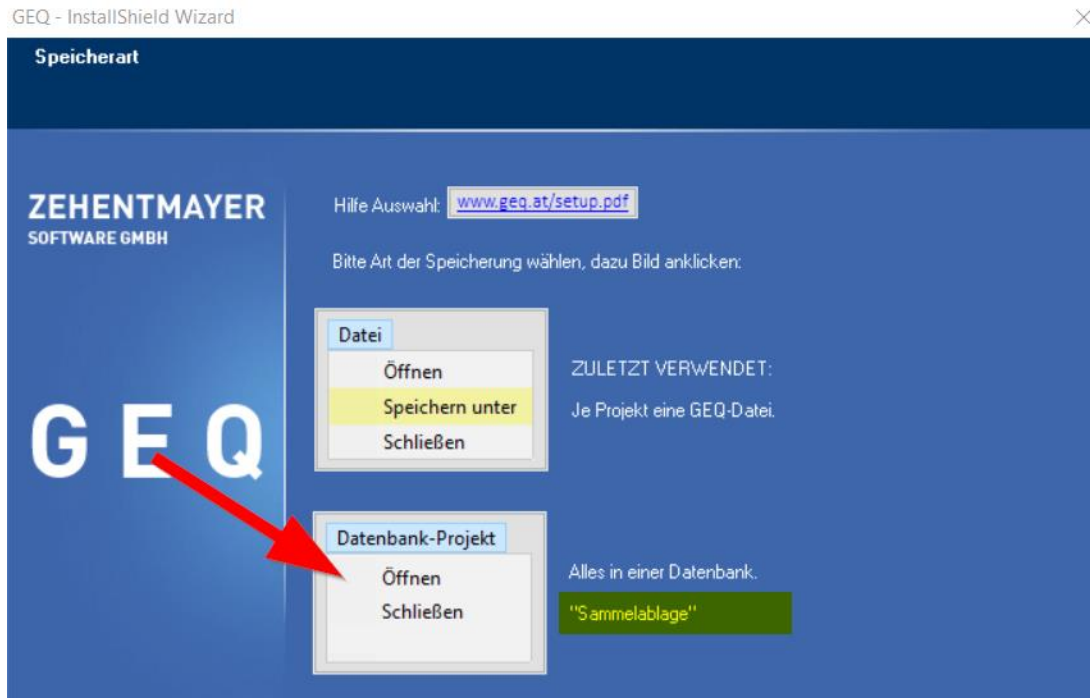 GEQ - InstallShield Wizard
Speicherart
ZEHENTMAYER
SOFTWARE GMBH
GEQ
Hilfe Auswahl: www.geq.at/setup.pdf
Bitte Art der Speicherung wählen, dazu Bild anklicken:
Datei
Öffnen
Speichern unter
Schließen
ZULETZT VERWENDET:
Je Projekt eine GEQ-Datei.
Datenbank-Projekt
Öffnen
Schließen
Alles in einer Datenbank.
"Sammelablage"